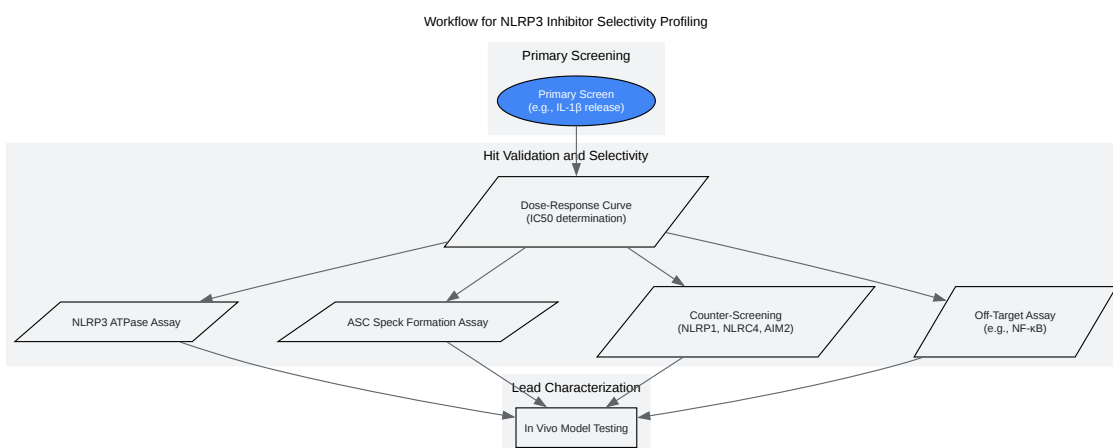 Workflow for NLRP3 Inhibitor Selectivity Profiling
Primary Screening
Primary Screen
(e.g., IL-1β release)
Hit Validation and Selectivity
Dose-Response Curve
(IC50 determination)
NLRP3 ATPase Assay
ASC Speck Formation Assay
Counter-Screening
(NLRP1, NLRC4, AIM2)
Off-Target Assay
(e.g., NF-κB)
Lead Characterization
In Vivo Model Testing